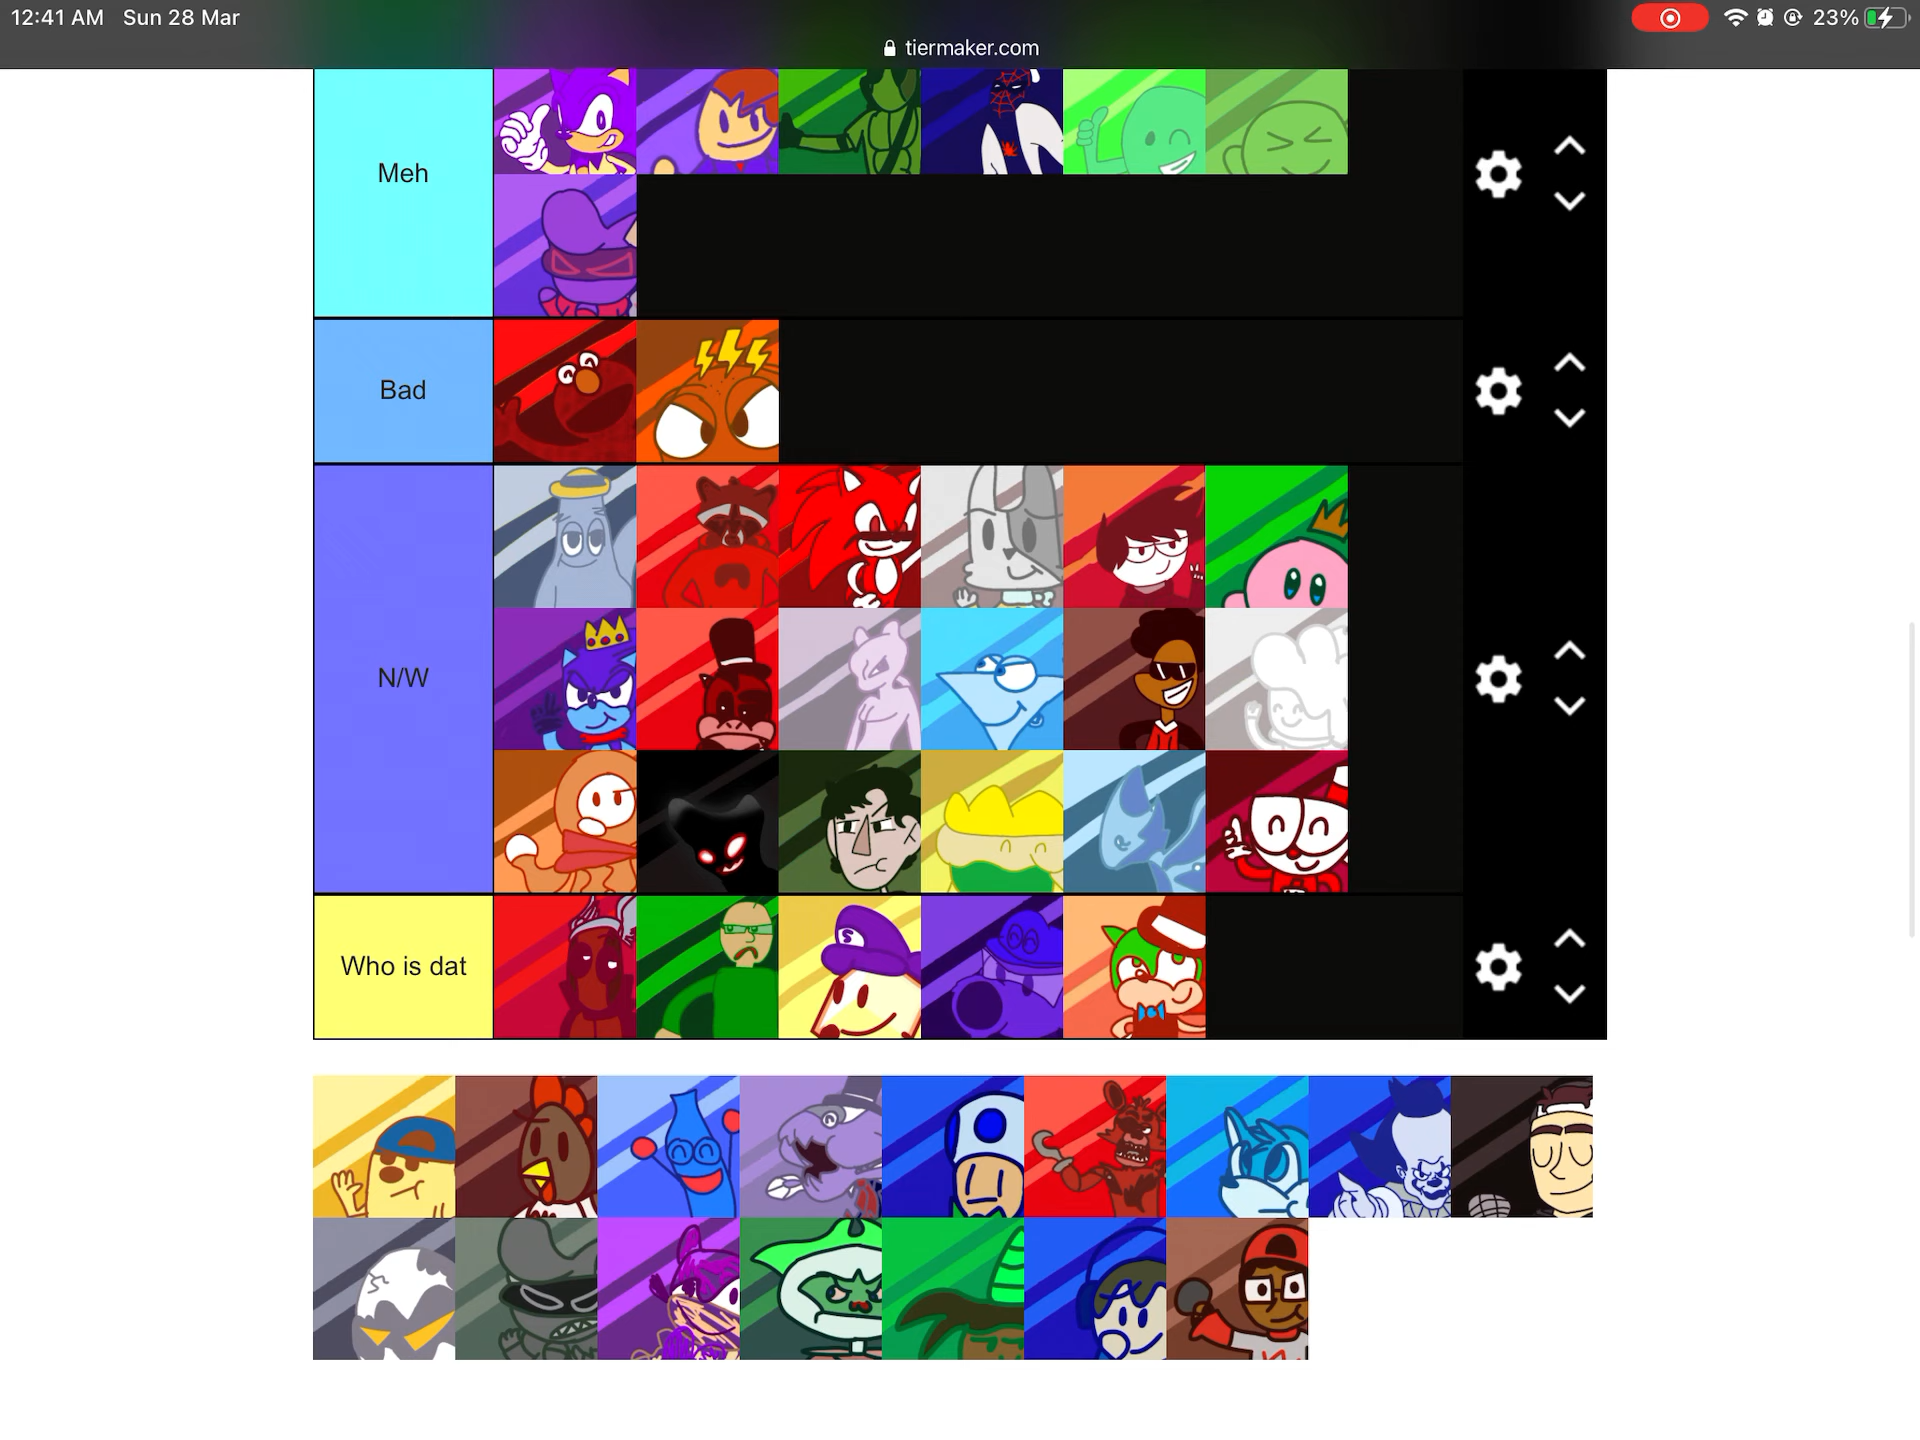 12:41 AM Sun 28 Mar
23%
tiermaker.com
Meh
Bad
N/W
Who is dat
S